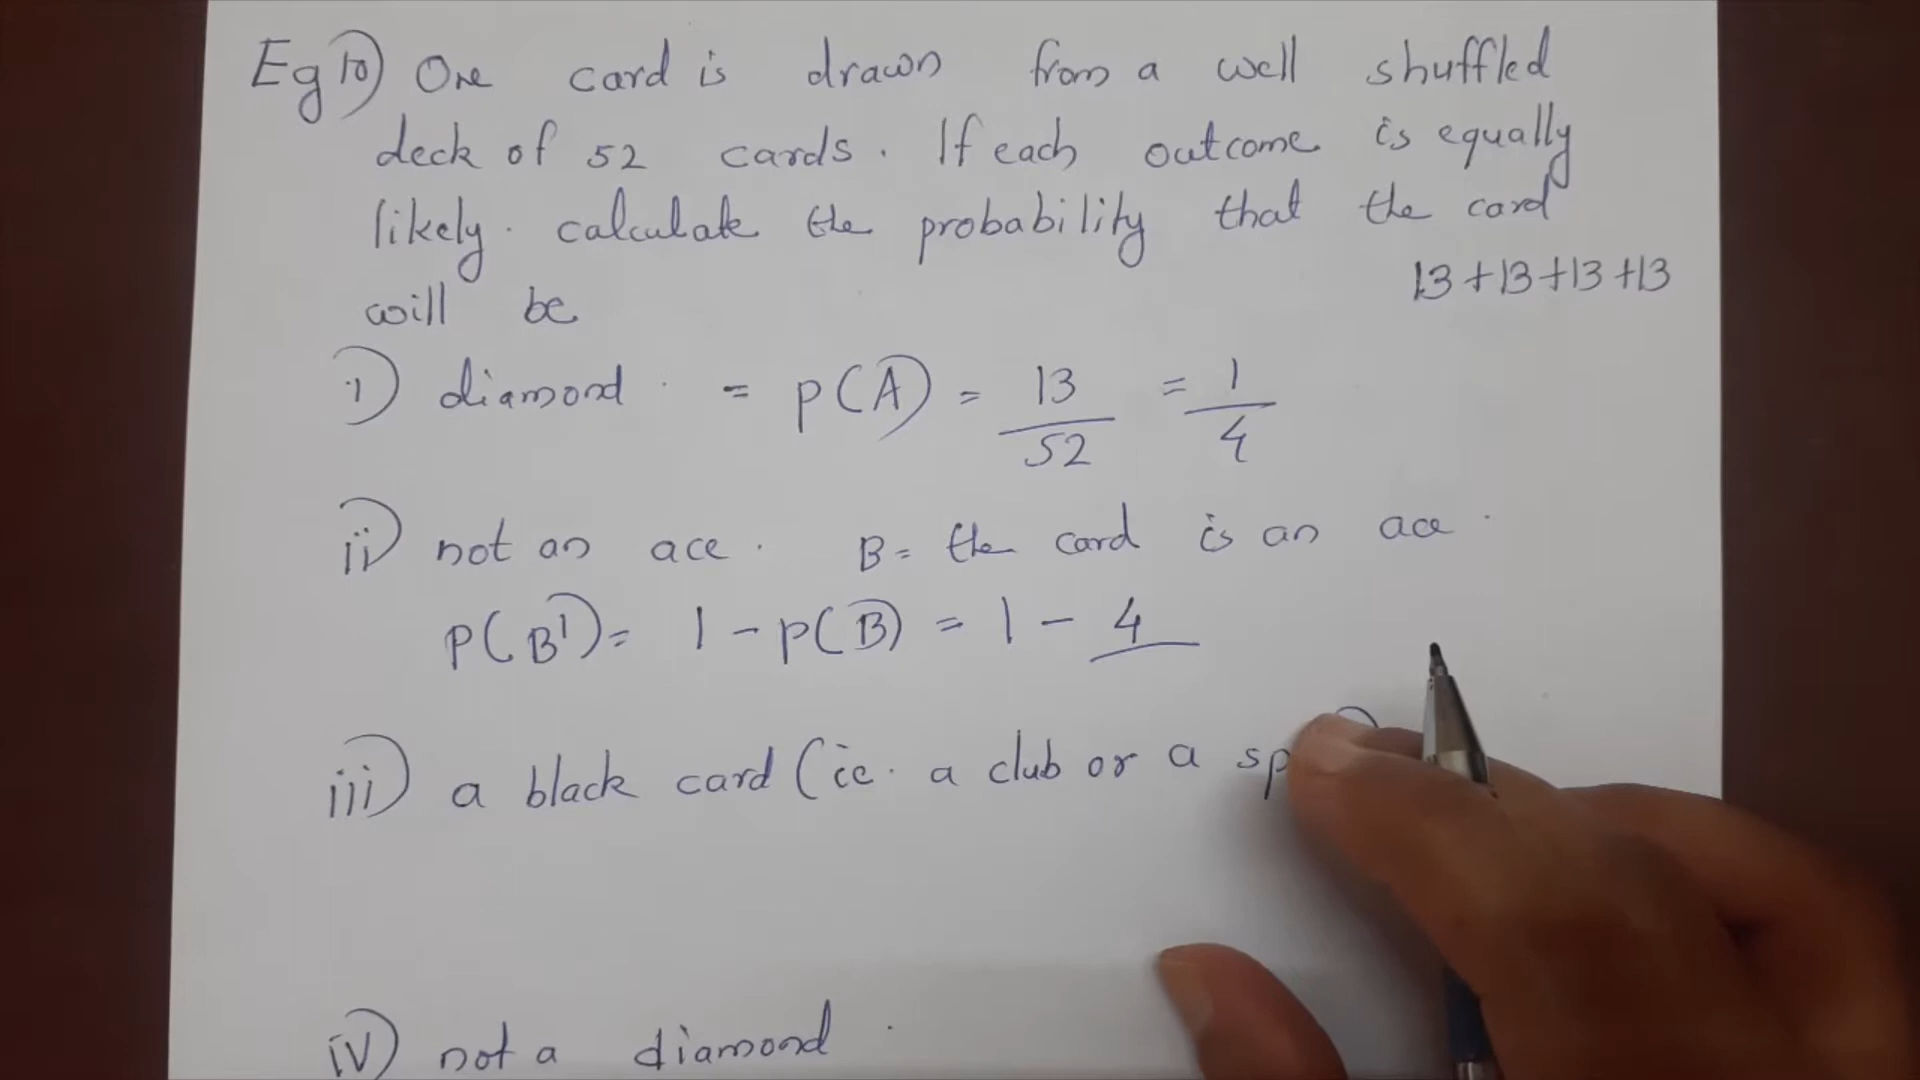 Eg 10) One card is drawn from a well shuffled
deck of 52 cards. If each outcome is equally
likely. calculate the probability that the card
will be
13 + 13 + 13 + 13
i) diamond. = P(A) = 13/52 = 1/4
ii) not an ace. B = the card is an ace.
P(B') = 1 - P(B) = 1 - 4
iii) a black card (ie. a club or a
iv) not a diamond.